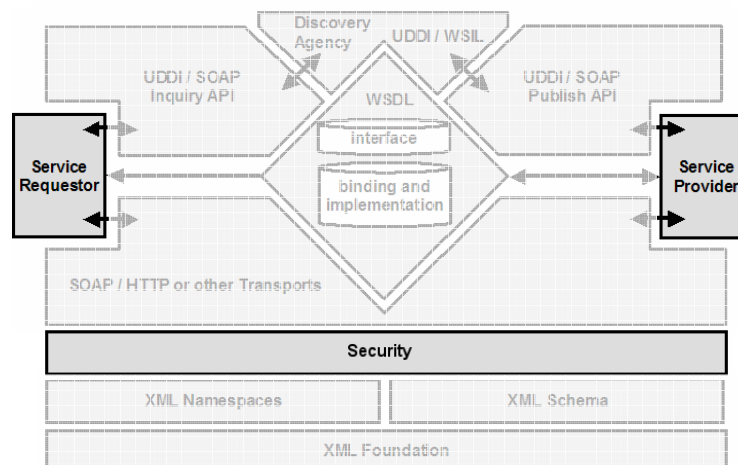 Discovery
Agency
UDDI / WSIL
UDDI / SOAP
Inquiry API
WSDL
UDDI / SOAP
Publish API
interface
Service
Requestor
binding and
implementation
Service
Provider
SOAP / HTTP or other Transports
Security
XML Namespaces
XML Schema
XML Foundation